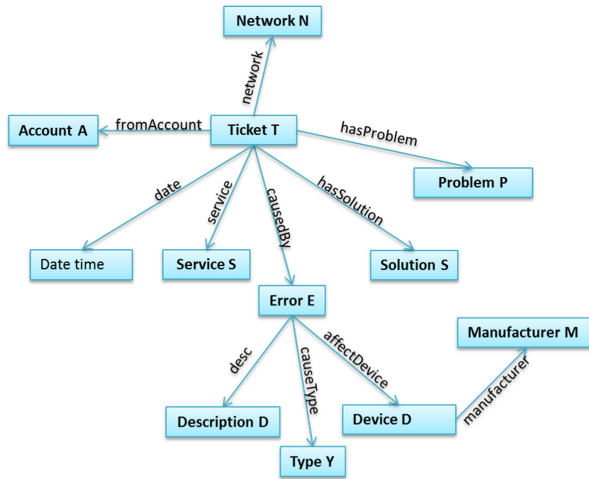 Network N
network
Account A
fromAccount
Ticket T
hasProblem
Problem P
date
service
causedBy
hasSolution
Date time
Service S
Solution S
Error E
Manufacturer M
desc
causeType
affectDevice
manufacturer
Description D
Device D
Type Y